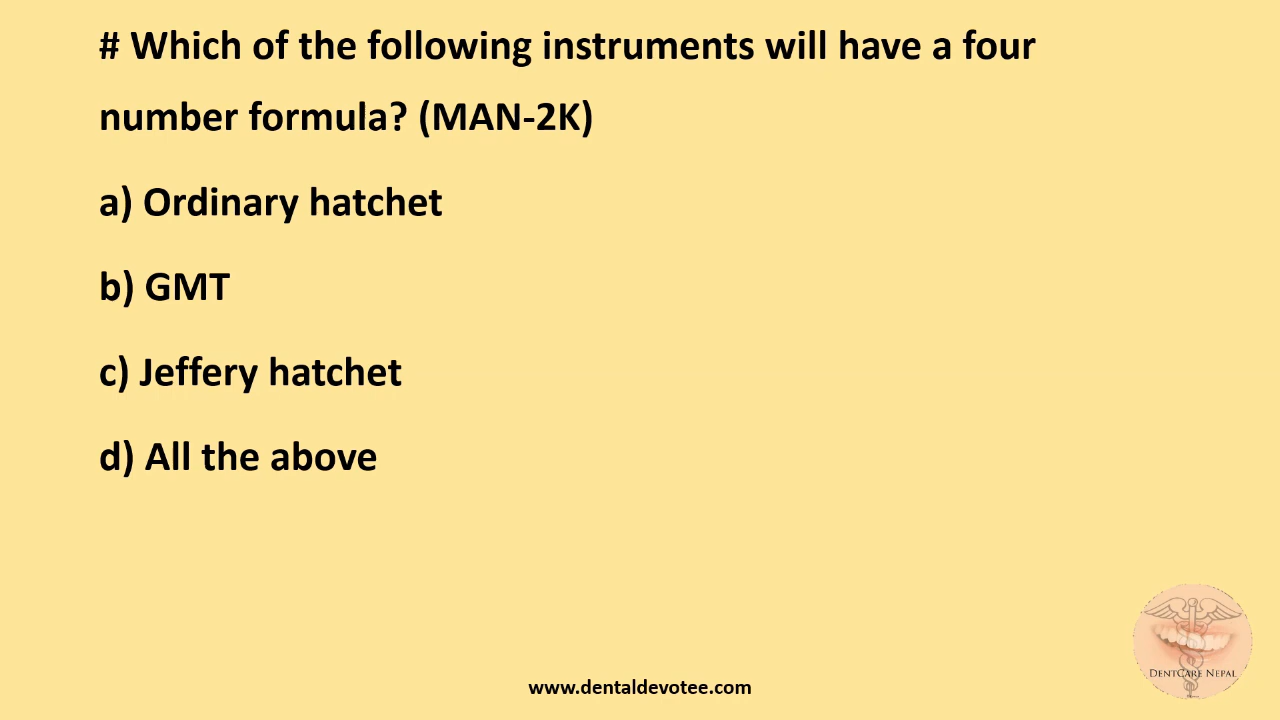 # Which of the following instruments will have a four
number formula? (MAN-2K)
a) Ordinary hatchet
b) GMT
c) Jeffery hatchet
d) All the above
DentCare Nepal
www.dentaldevotee.com